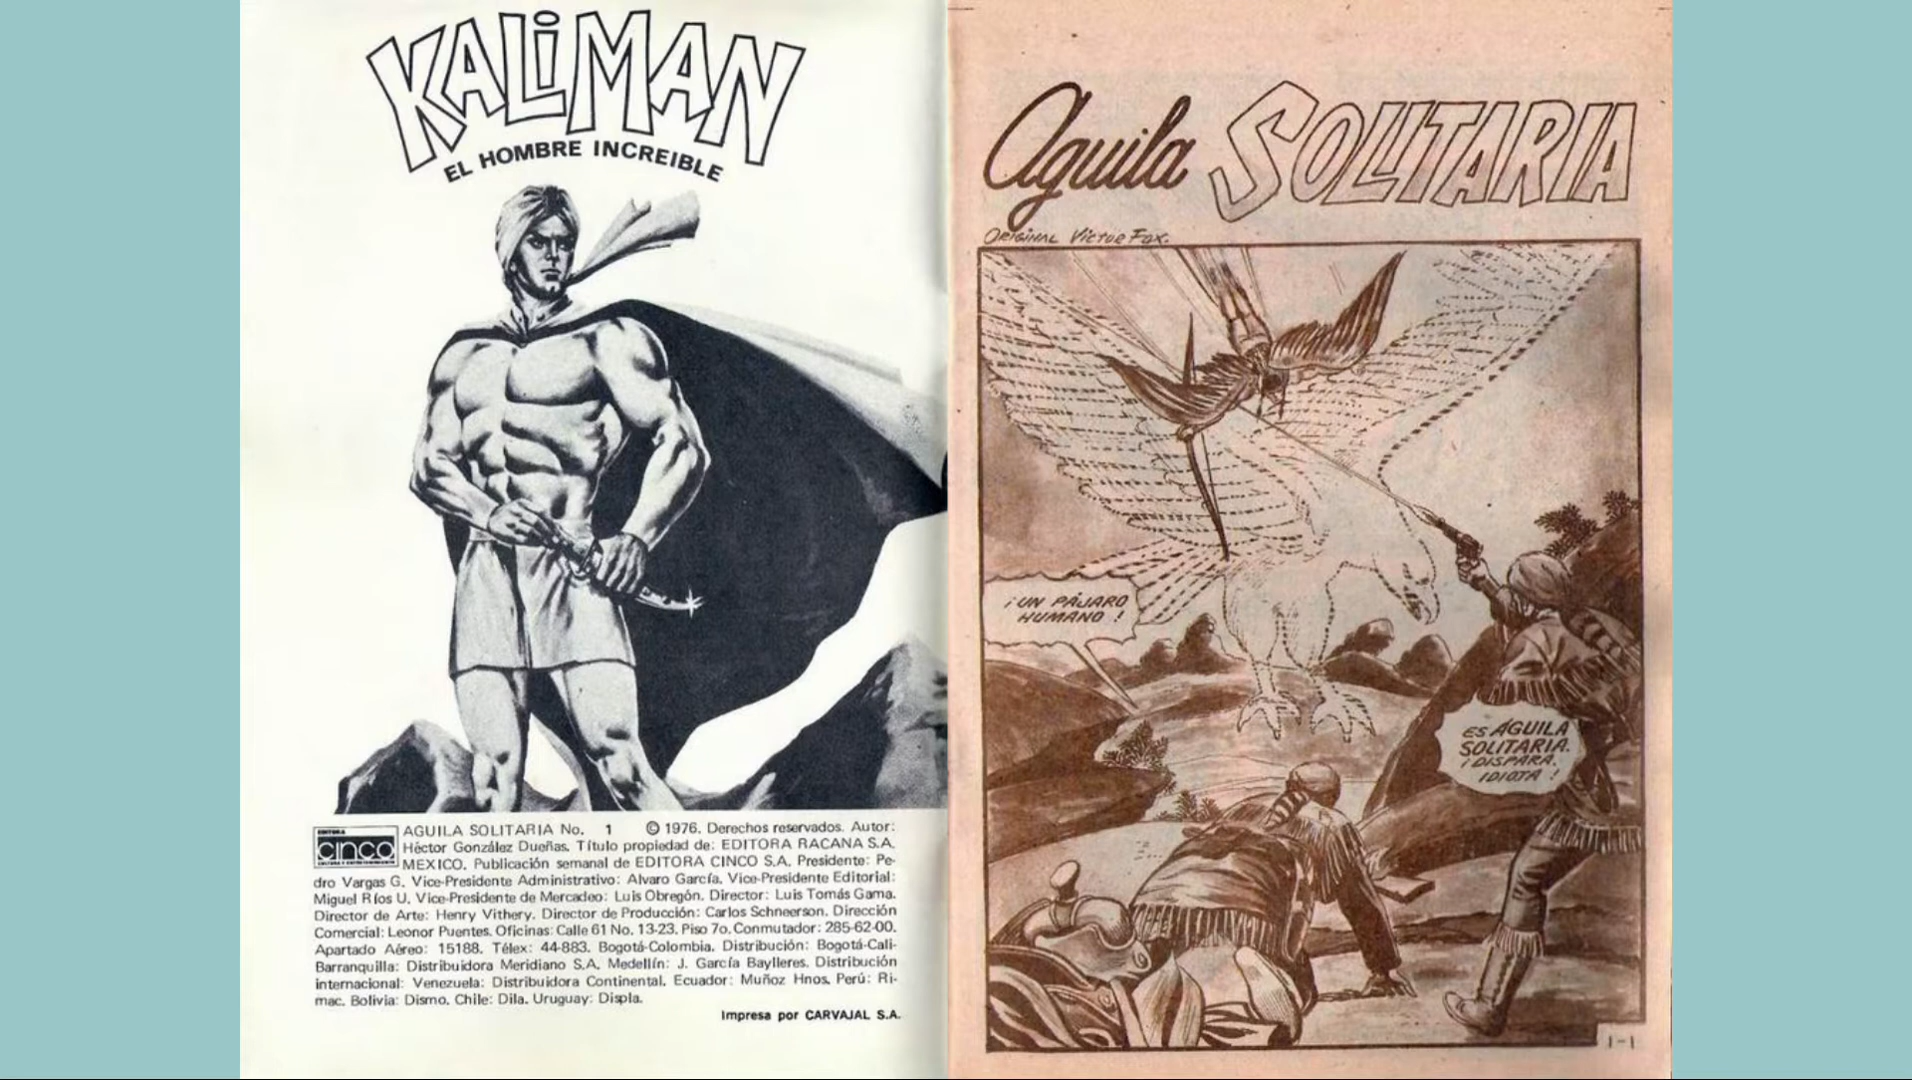 KALiMAN
EL HOMBRE INCREIBLE
EDITORA
cinco
AGUILA SOLITARIA No. 1 © 1976. Derechos reservados. Autor:
Héctor González Dueñas. Título propiedad de: EDITORA RACANA S.A.
MEXICO. Publicación semanal de EDITORA CINCO S.A. Presidente: Pe-
dro Vargas G. Vice-Presidente Administrativo: Alvaro García. Vice-Presidente Editorial:
Miguel Ríos U. Vice-Presidente de Mercadeo: Luis Obregón. Director: Luis Tomás Gama.
Director de Arte: Henry Vithery. Director de Producción: Carlos Schneerson. Dirección
Comercial: Leonor Puentes. Oficinas: Calle 61 No. 13-23. Piso 7o. Conmutador: 285-62-00.
Apartado Aéreo: 15188. Télex: 44-883. Bogotá-Colombia. Distribución: Bogotá-Cali-
Barranquilla: Distribuidora Meridiano S.A. Medellín: J. García Baylleres. Distribución
internacional: Venezuela: Distribuidora Continental. Ecuador: Muñoz Hnos. Perú: Ri-
mac. Bolivia: Dismo. Chile: Dila. Uruguay: Displa.
Impresa por CARVAJAL S.A.
Aguila SOLITARIA
ORIGINAL VICTOR FOX.
¡UN PÁJARO
HUMANO!
ES ÁGUILA
SOLITARIA.
¡DISPARA,
IDIOTA!
1-1